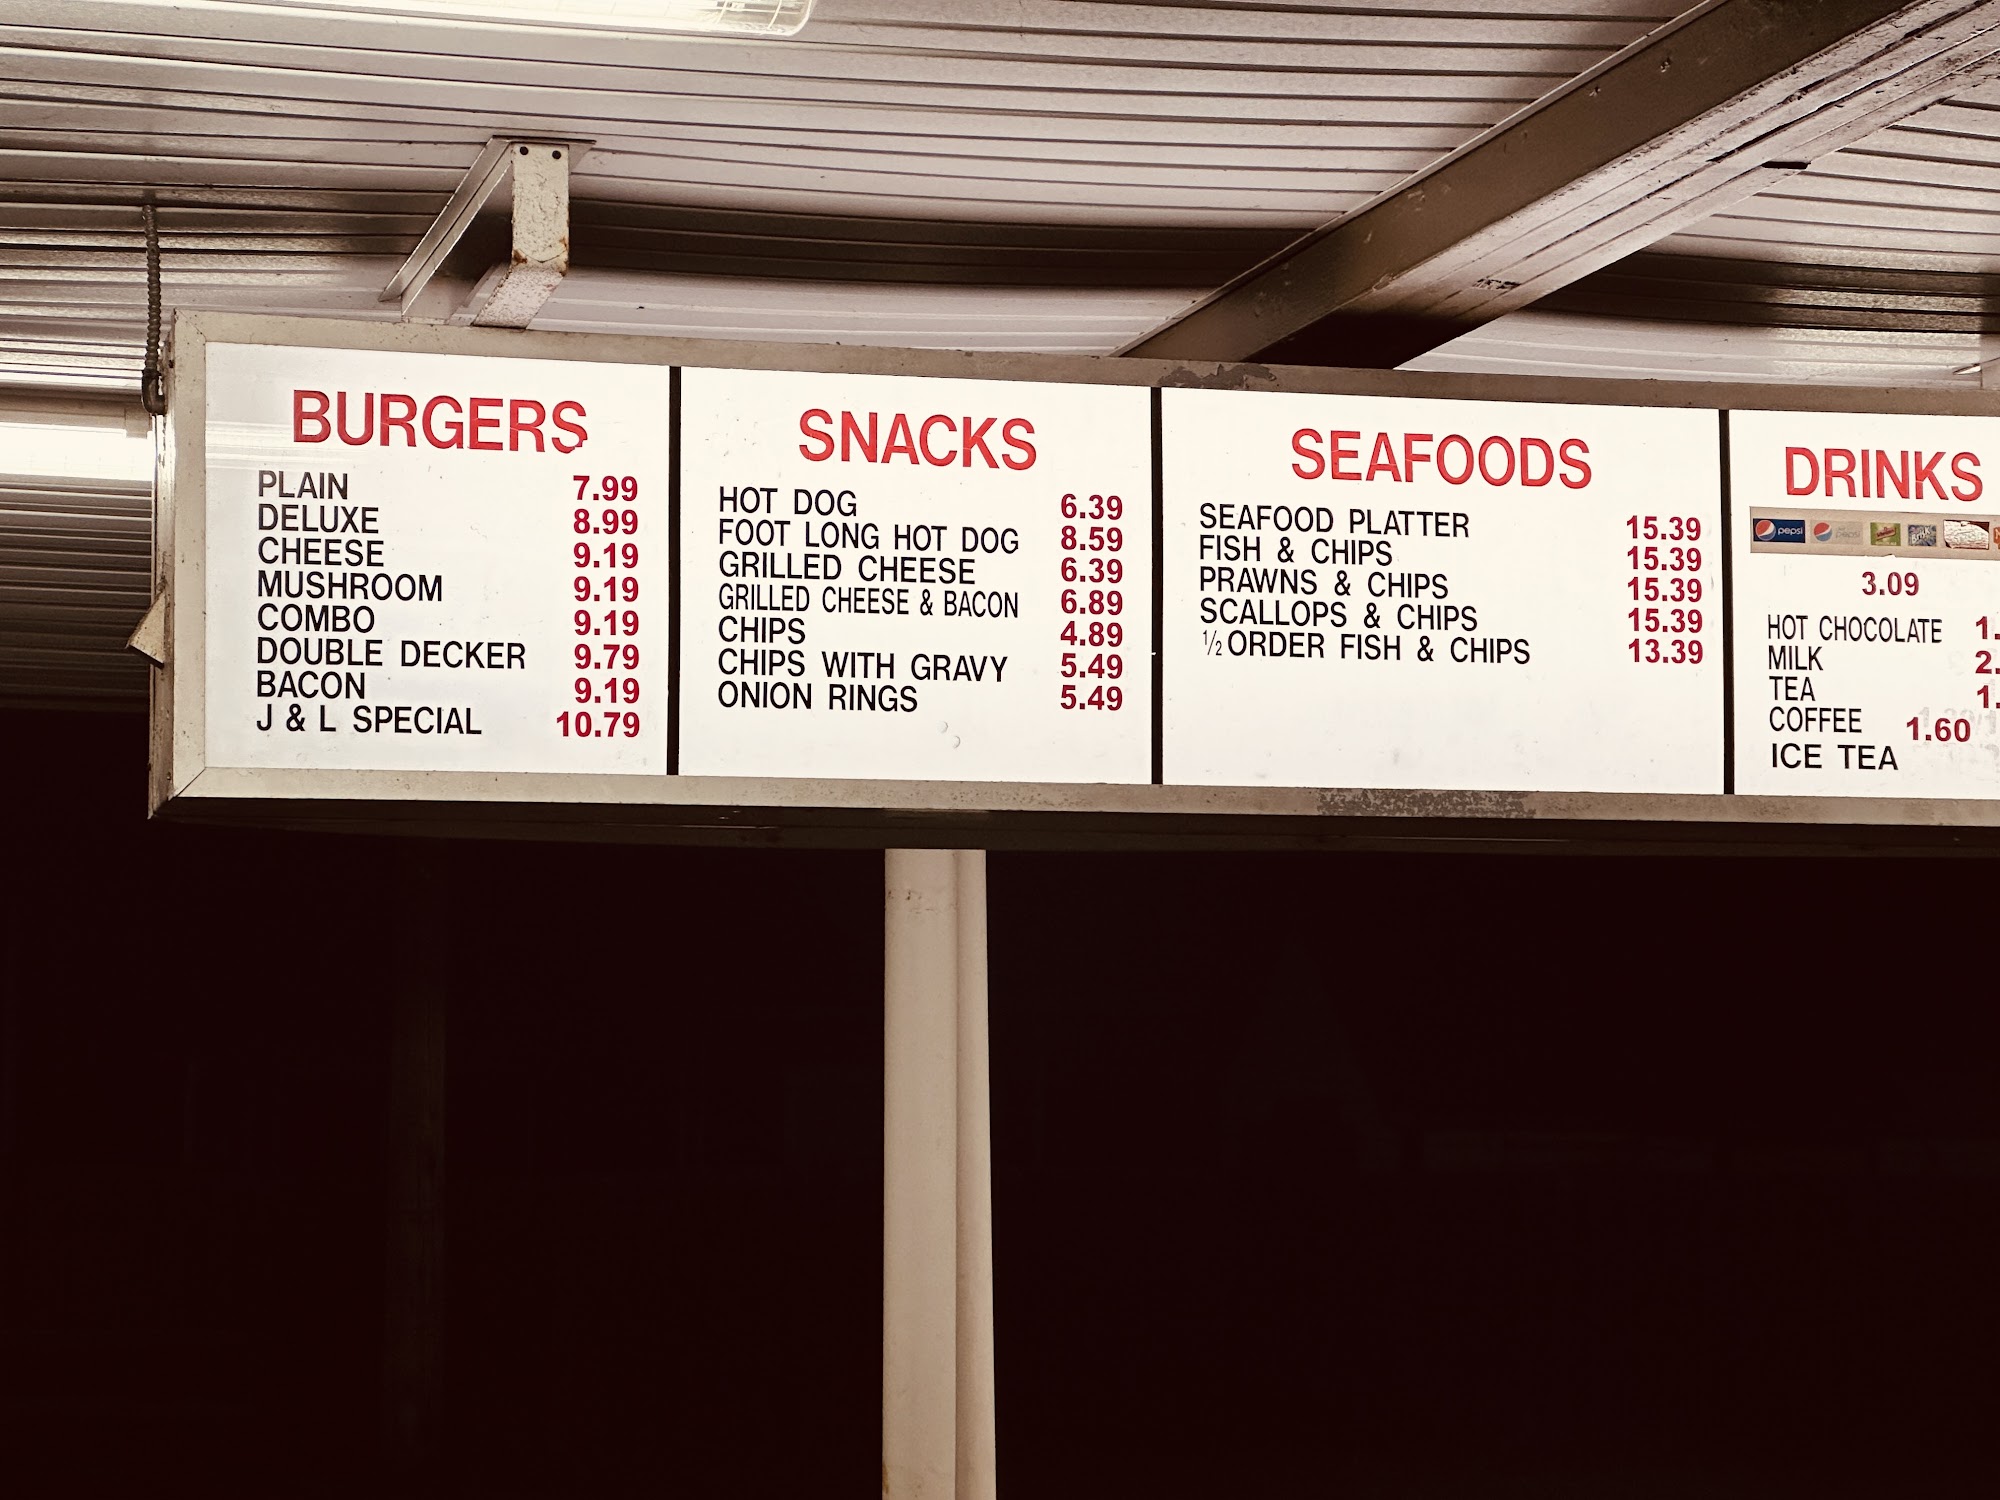 BURGERS
PLAIN 7.99
DELUXE 8.99
CHEESE 9.19
MUSHROOM 9.19
COMBO 9.19
DOUBLE DECKER 9.79
BACON 9.19
J & L SPECIAL 10.79
SNACKS
HOT DOG 6.39
FOOT LONG HOT DOG 8.59
GRILLED CHEESE 6.39
GRILLED CHEESE & BACON 6.89
CHIPS 4.89
CHIPS WITH GRAVY 5.49
ONION RINGS 5.49
SEAFOODS
SEAFOOD PLATTER 15.39
FISH & CHIPS 15.39
PRAWNS & CHIPS 15.39
SCALLOPS & CHIPS 15.39
½ ORDER FISH & CHIPS 13.39
DRINKS
pepsi pepsi
3.09
HOT CHOCOLATE 1.
MILK 2.
TEA 1.
COFFEE 1.60
ICE TEA